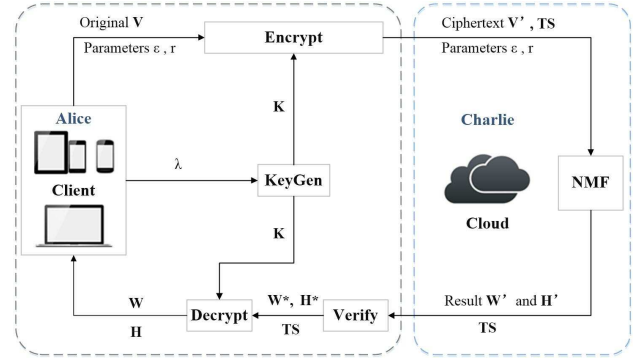 Original V
Parameters ε , r
Encrypt
Ciphertext V’ , TS
Parameters ε , r
K
Alice
Client
λ
KeyGen
Charlie
Cloud
NMF
K
W
H
Decrypt
W*, H*
TS
Verify
Result W’ and H’
TS